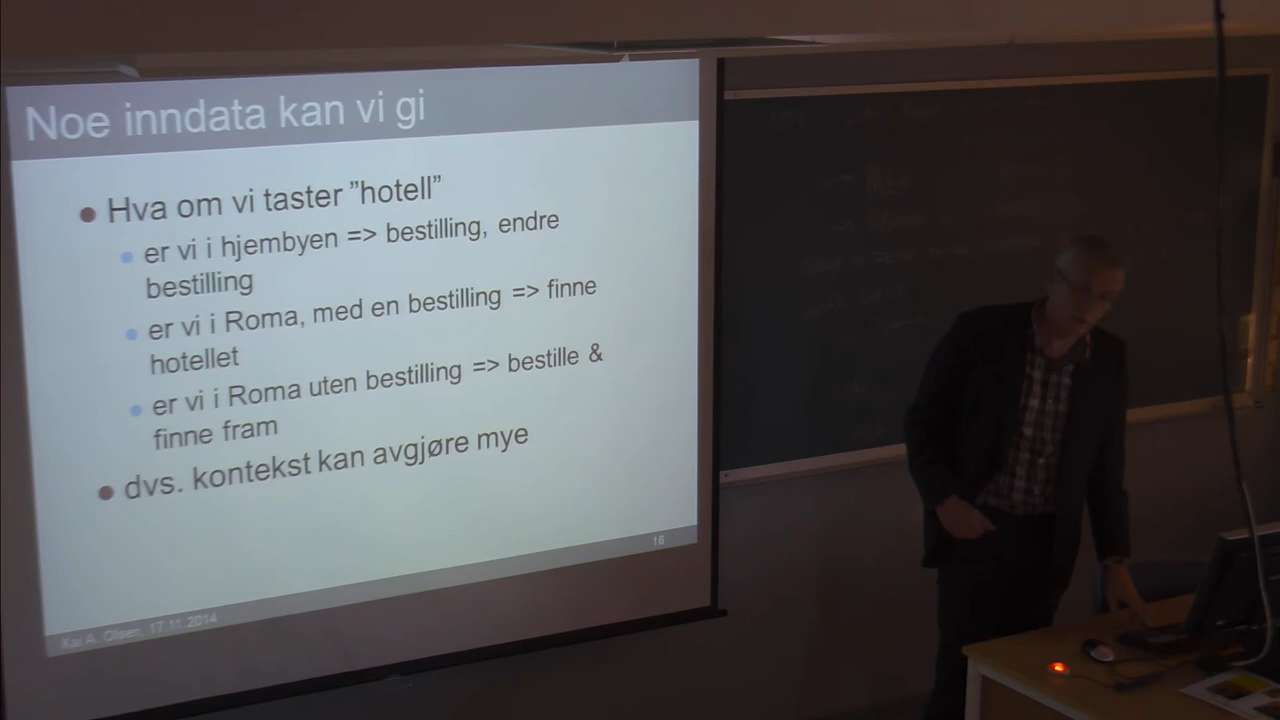 Noe inndata kan vi gi
Hva om vi taster ”hotell”
er vi i hjembyen => bestilling, endre
bestilling
er vi i Roma, med en bestilling => finne
hotellet
er vi i Roma uten bestilling => bestille &
finne fram
dvs. kontekst kan avgjøre mye
16
Kai A. Olsen, 17.11.2014